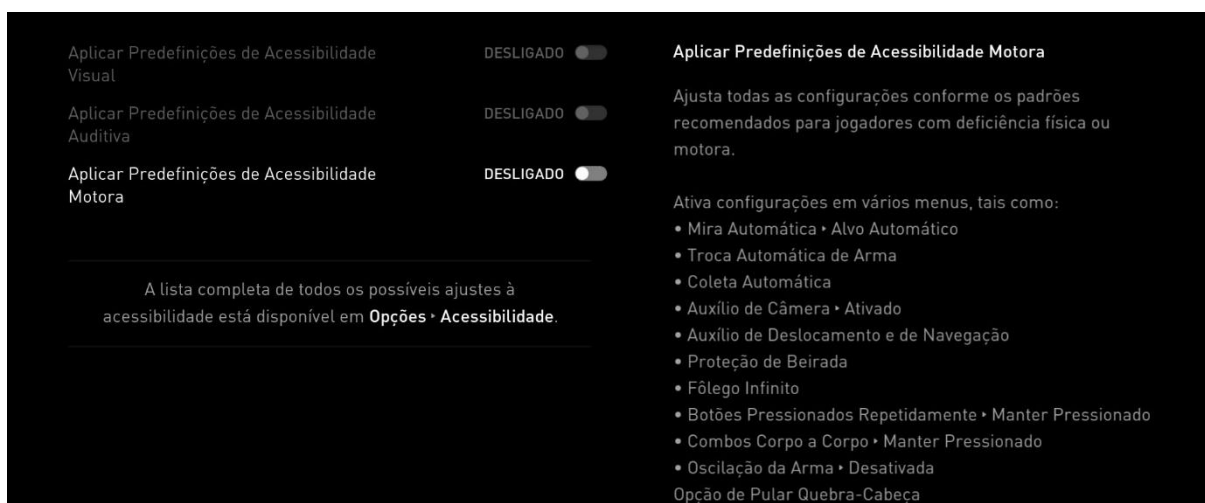 Aplicar Predefinições de Acessibilidade
Visual
DESLIGADO
Aplicar Predefinições de Acessibilidade
Auditiva
DESLIGADO
Aplicar Predefinições de Acessibilidade
Motora
DESLIGADO
A lista completa de todos os possíveis ajustes à
acessibilidade está disponível em Opções ‣ Acessibilidade.
Aplicar Predefinições de Acessibilidade Motora
Ajusta todas as configurações conforme os padrões
recomendados para jogadores com deficiência física ou
motora.
Ativa configurações em vários menus, tais como:
• Mira Automática ‣ Alvo Automático
• Troca Automática de Arma
• Coleta Automática
• Auxílio de Câmera ‣ Ativado
• Auxílio de Deslocamento e de Navegação
• Proteção de Beirada
• Fôlego Infinito
• Botões Pressionados Repetidamente ‣ Manter Pressionado
• Combos Corpo a Corpo ‣ Manter Pressionado
• Oscilação da Arma ‣ Desativada
Opção de Pular Quebra-Cabeça